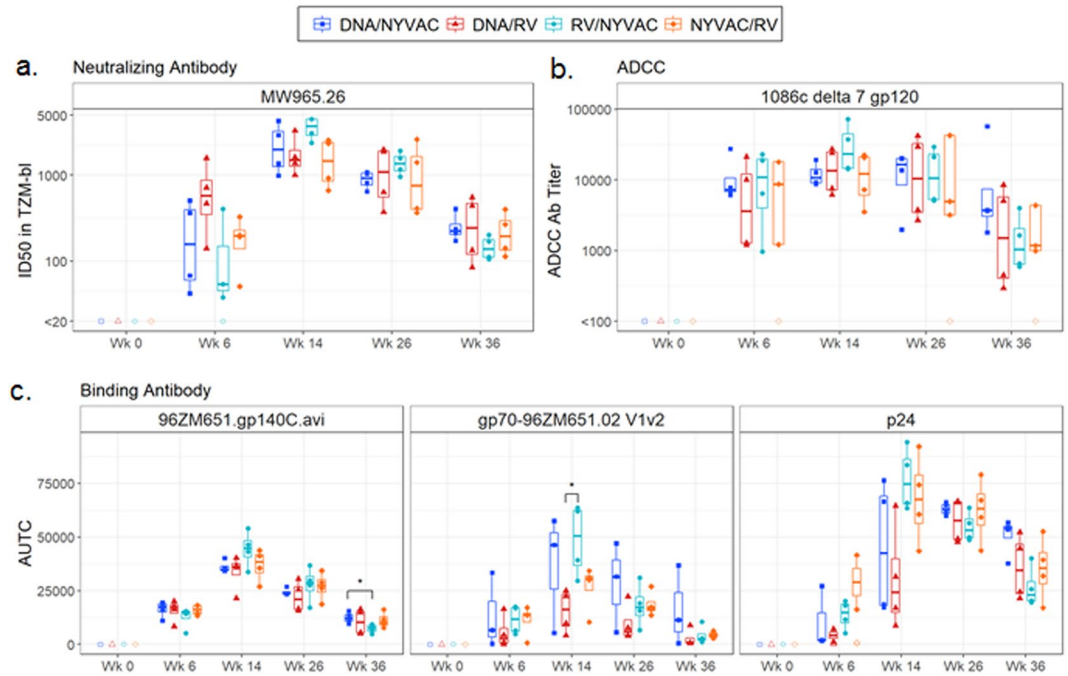 DNA/NYVAC DNA/RV RV/NYVAC NYVAC/RV
a. Neutralizing Antibody
MW965.26
ID50 in TZM-bl
5000
1000
100
<20
Wk 0 Wk 6 Wk 14 Wk 26 Wk 36
b. ADCC
1086c delta 7 gp120
ADCC Ab Titer
100000
10000
1000
<100
Wk 0 Wk 6 Wk 14 Wk 26 Wk 36
c. Binding Antibody
96ZM651.gp140C.avi gp70-96ZM651.02 V1v2 p24
AUTC
75000
50000
25000
0
* *
Wk 0 Wk 6 Wk 14 Wk 26 Wk 36 Wk 0 Wk 6 Wk 14 Wk 26 Wk 36 Wk 0 Wk 6 Wk 14 Wk 26 Wk 36